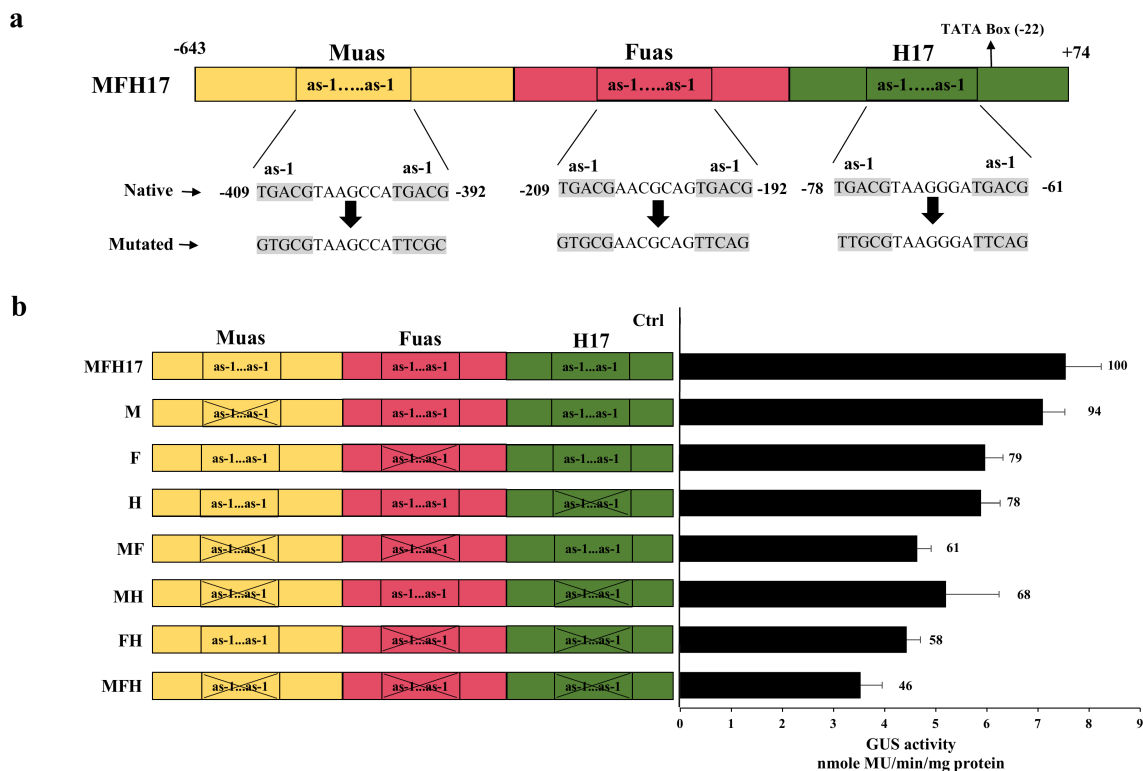 a
TATA Box (-22)
-643 Muas Fuas H17 +74
MFH17 as-1…..as-1 as-1…..as-1 as-1…..as-1
as-1 as-1 as-1 as-1 as-1 as-1
Native -409 TGACGTAAGCCATGACG -392 -209 TGACGAACGCAGTGACG -192 -78 TGACGTAAGGGATGACG -61
Mutated GTGCGTAAGCCATTCGC GTGCGAACGCAGTTCAG TTGCGTAAGGGATTCAG
b
Ctrl
Muas Fuas H17
MFH17 as-1...as-1 as-1...as-1 as-1...as-1 100
M as-1...as-1 as-1...as-1 as-1...as-1 94
F as-1...as-1 as-1...as-1 as-1...as-1 79
H as-1...as-1 as-1...as-1 as-1...as-1 78
MF as-1...as-1 as-1...as-1 as-1...as-1 61
MH as-1...as-1 as-1...as-1 as-1...as-1 68
FH as-1...as-1 as-1...as-1 as-1...as-1 58
MFH as-1...as-1 as-1...as-1 as-1...as-1 46
0 1 2 3 4 5 6 7 8 9
GUS activity
nmole MU/min/mg protein